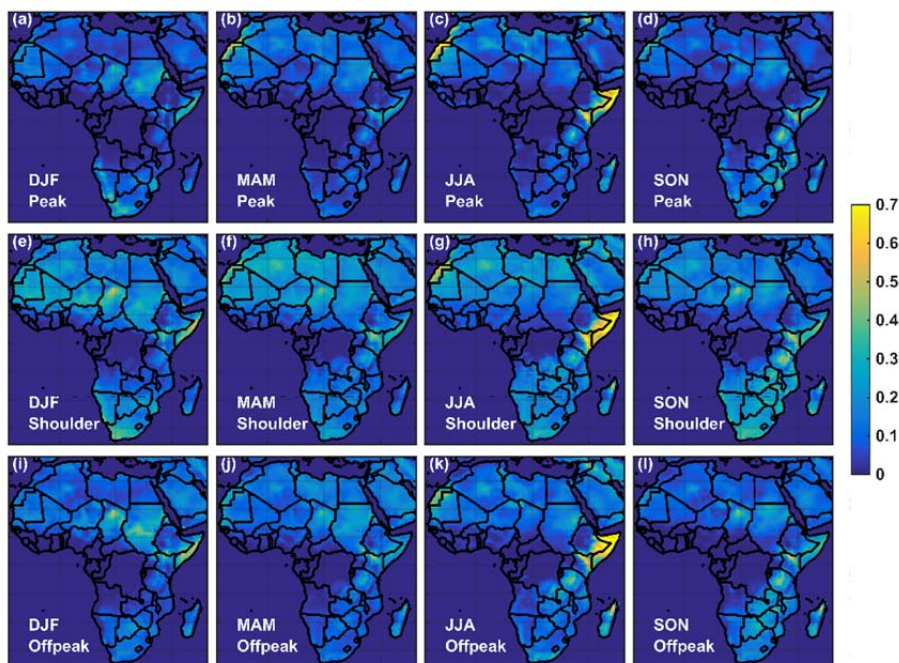 (a)
(b)
(c)
(d)
DJF
Peak
MAM
Peak
JJA
Peak
SON
Peak
(e)
(f)
(g)
(h)
DJF
Shoulder
MAM
Shoulder
JJA
Shoulder
SON
Shoulder
(i)
(j)
(k)
(l)
DJF
Offpeak
MAM
Offpeak
JJA
Offpeak
SON
Offpeak
0.7
0.6
0.5
0.4
0.3
0.2
0.1
0